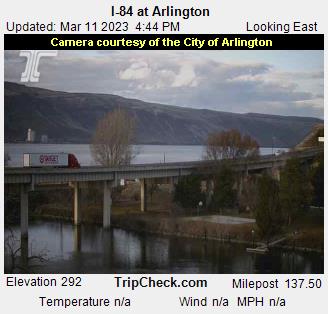 I-84 at Arlington
Updated: Mar 11 2023 4:44 PM Looking East
Camera courtesy of the City of Arlington
Elevation 292 TripCheck.com Milepost 137.50
Temperature n/a Wind n/a MPH n/a